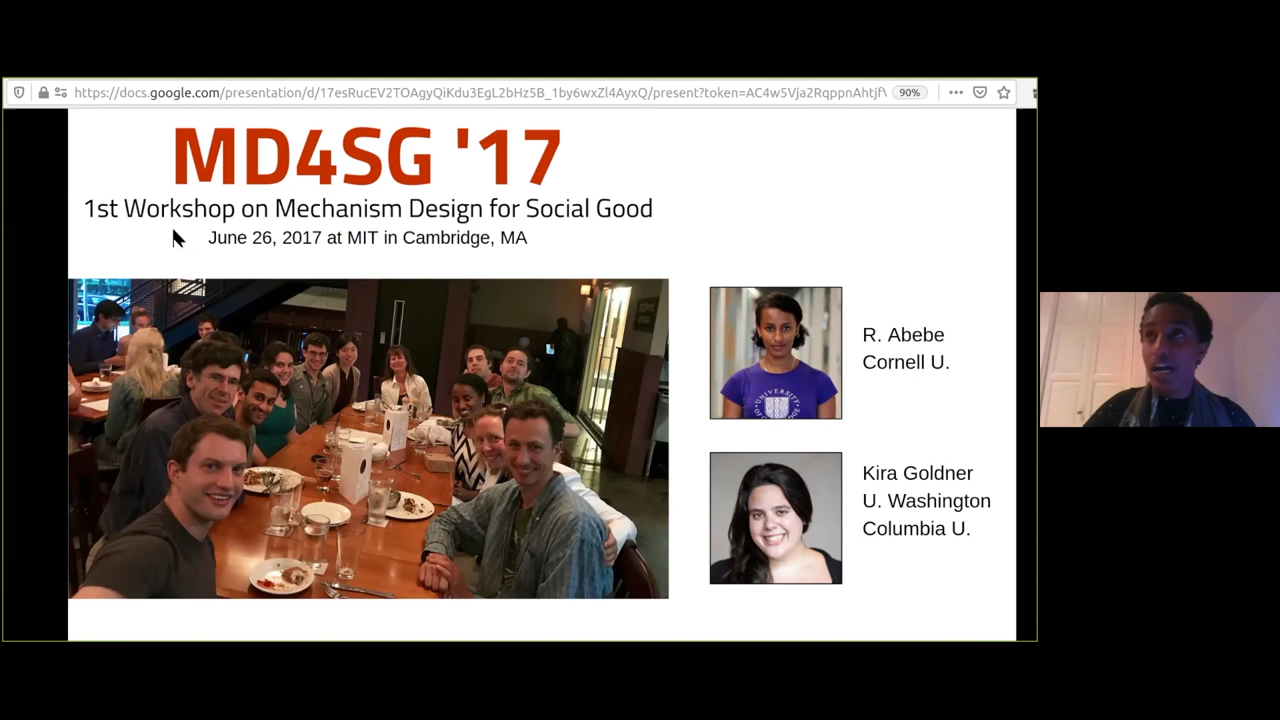 https://docs.google.com/presentation/d/17esRucEV2TOAgyQiKdu3EgL2bHz5B_1by6wxZl4AyxQ/present?token=AC4w5Vja2RqppnAhtjf
90%
MD4SG '17
1st Workshop on Mechanism Design for Social Good
June 26, 2017 at MIT in Cambridge, MA
R. Abebe
Cornell U.
Kira Goldner
U. Washington
Columbia U.
UNIVERSITY